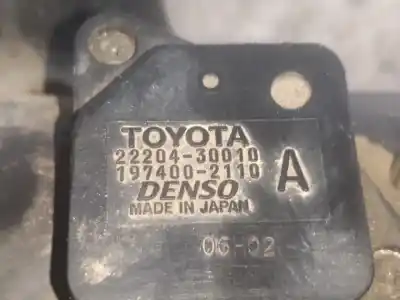 TOYOTA
22204-30010
197400-2110
A
DENSO
MADE IN JAPAN
06-02